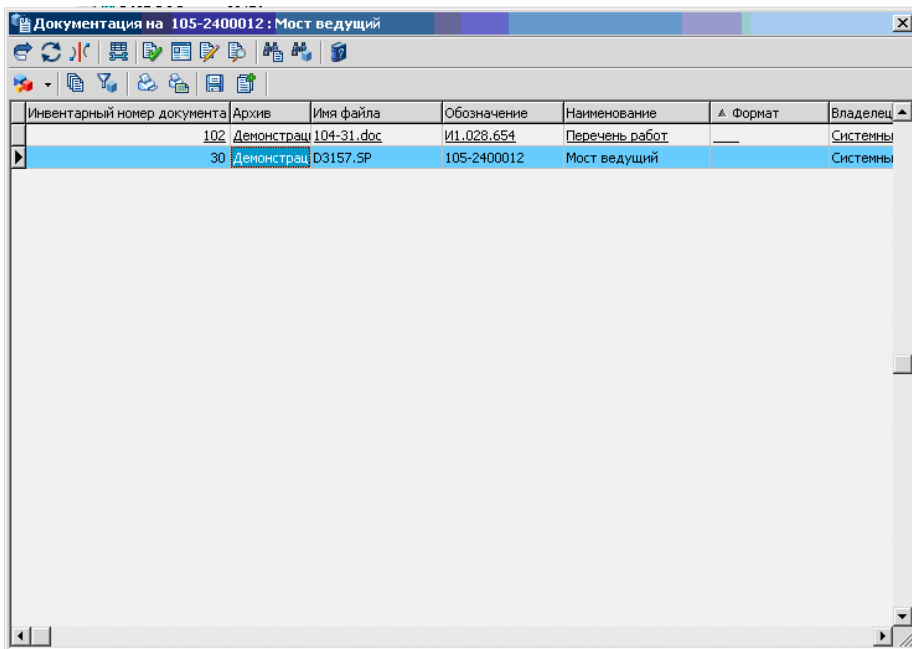 Документация на 105-2400012 : Мост ведущий
Инвентарный номер документа Архив Имя файла Обозначение Наименование Формат Владелец
102 Демонстрац 104-31.doc И1.028.654 Перечень работ ___ Системны
30 Демонстрац D3157.SP 105-2400012 Мост ведущий Системны